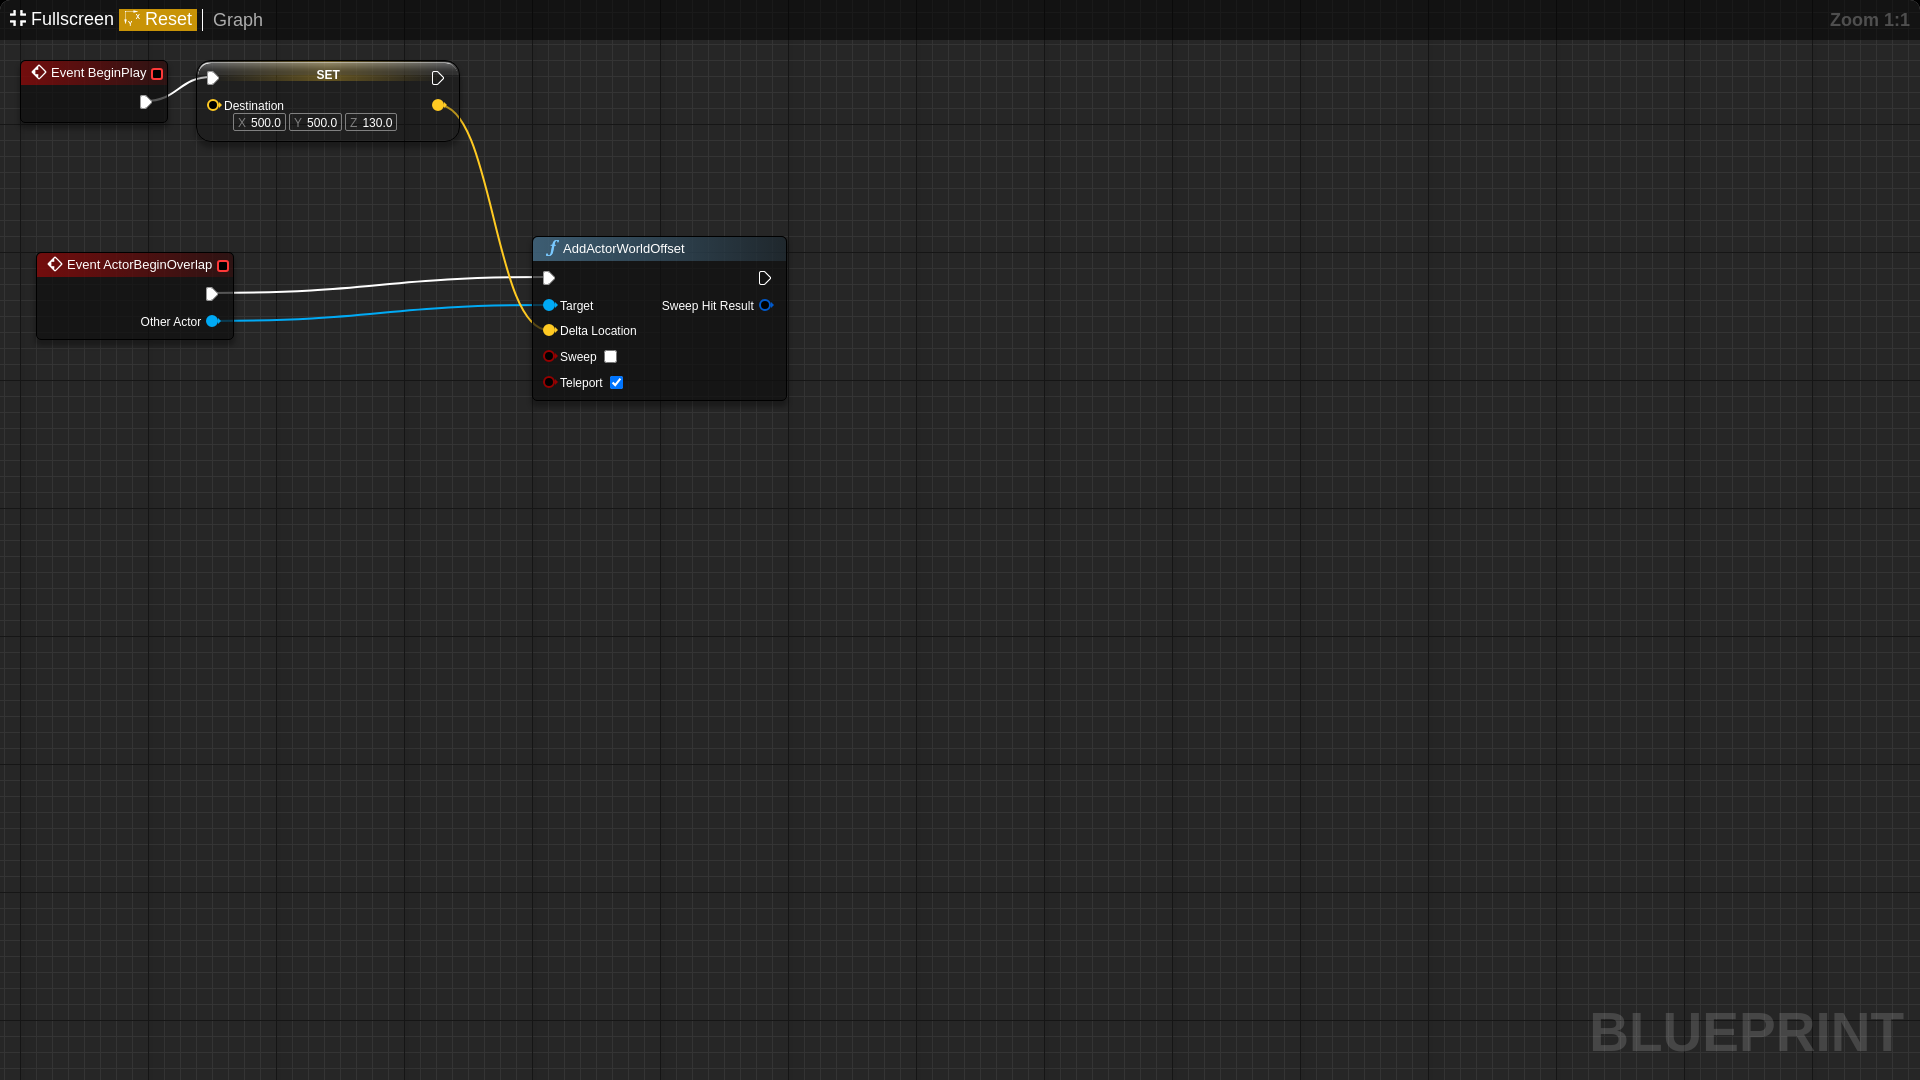 Fullscreen Reset Graph Zoom 1:1
Event BeginPlay
SET
Destination
X 500.0 Y 500.0 Z 130.0
Event ActorBeginOverlap
Other Actor
AddActorWorldOffset
Target Sweep Hit Result
Delta Location
Sweep
Teleport
BLUEPRINT